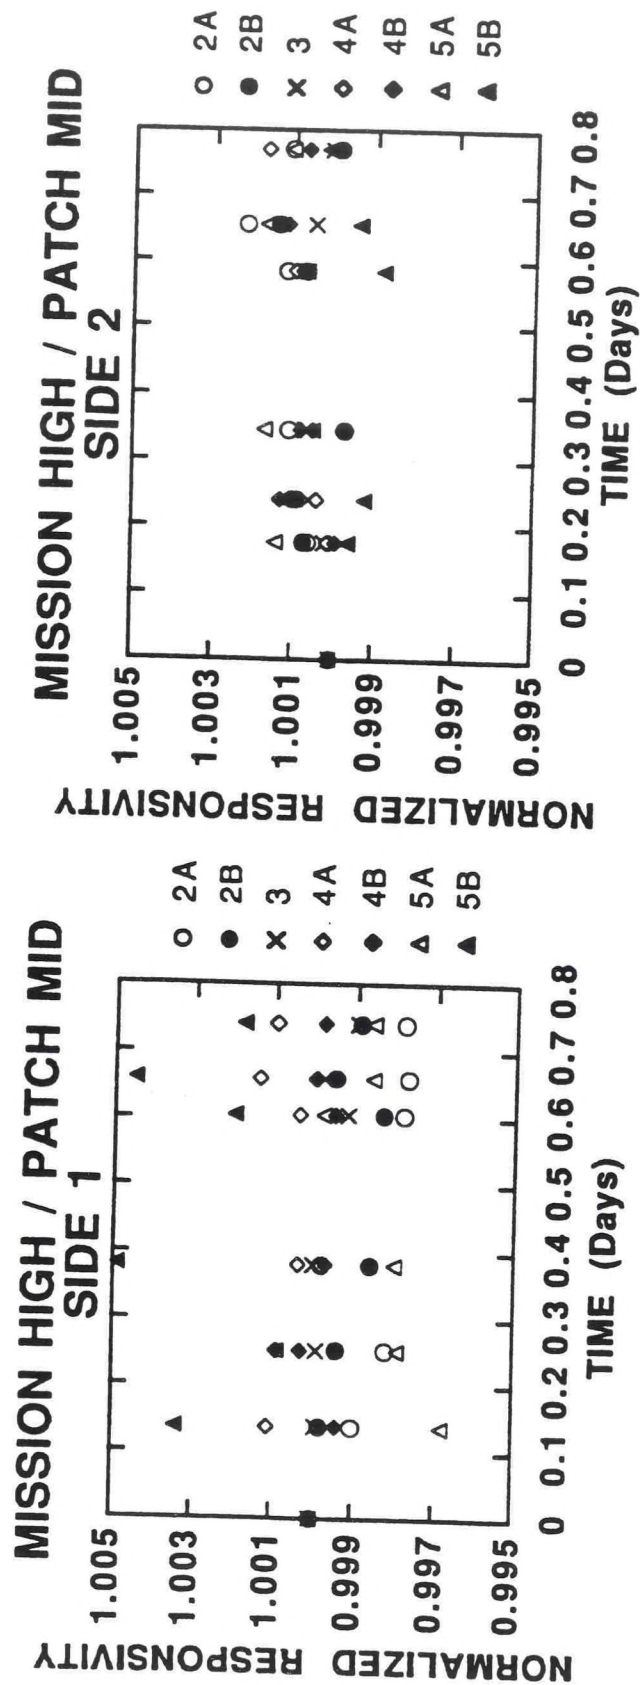 MISSION HIGH / PATCH MID
SIDE 1
NORMALIZED RESPONSIVITY
1.005
1.003
1.001
0.999
0.997
0.995
0 0.1 0.2 0.3 0.4 0.5 0.6 0.7 0.8
TIME (Days)
2A
2B
3
4A
4B
5A
5B
MISSION HIGH / PATCH MID
SIDE 2
NORMALIZED RESPONSIVITY
1.005
1.003
1.001
0.999
0.997
0.995
0 0.1 0.2 0.3 0.4 0.5 0.6 0.7 0.8
TIME (Days)
2A
2B
3
4A
4B
5A
5B